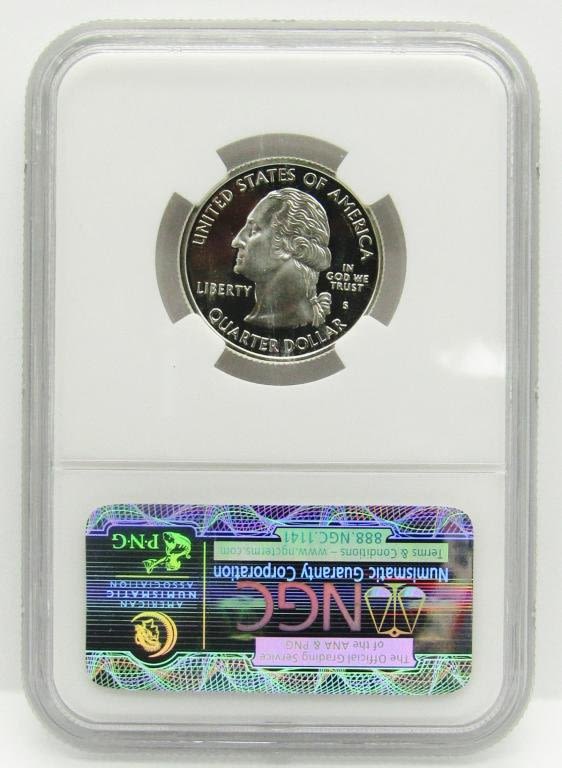 UNITED STATES OF AMERICA
LIBERTY
IN
GOD WE
TRUST
S
QUARTER DOLLAR
The Official Grading Service
of the ANA & PNG
NGC
Numismatic Guaranty Corporation
Terms & Conditions – www.ngcterms.com
888.NGC.1141
AMERICAN
NUMISMATIC
ASSOCIATION
P·N·G